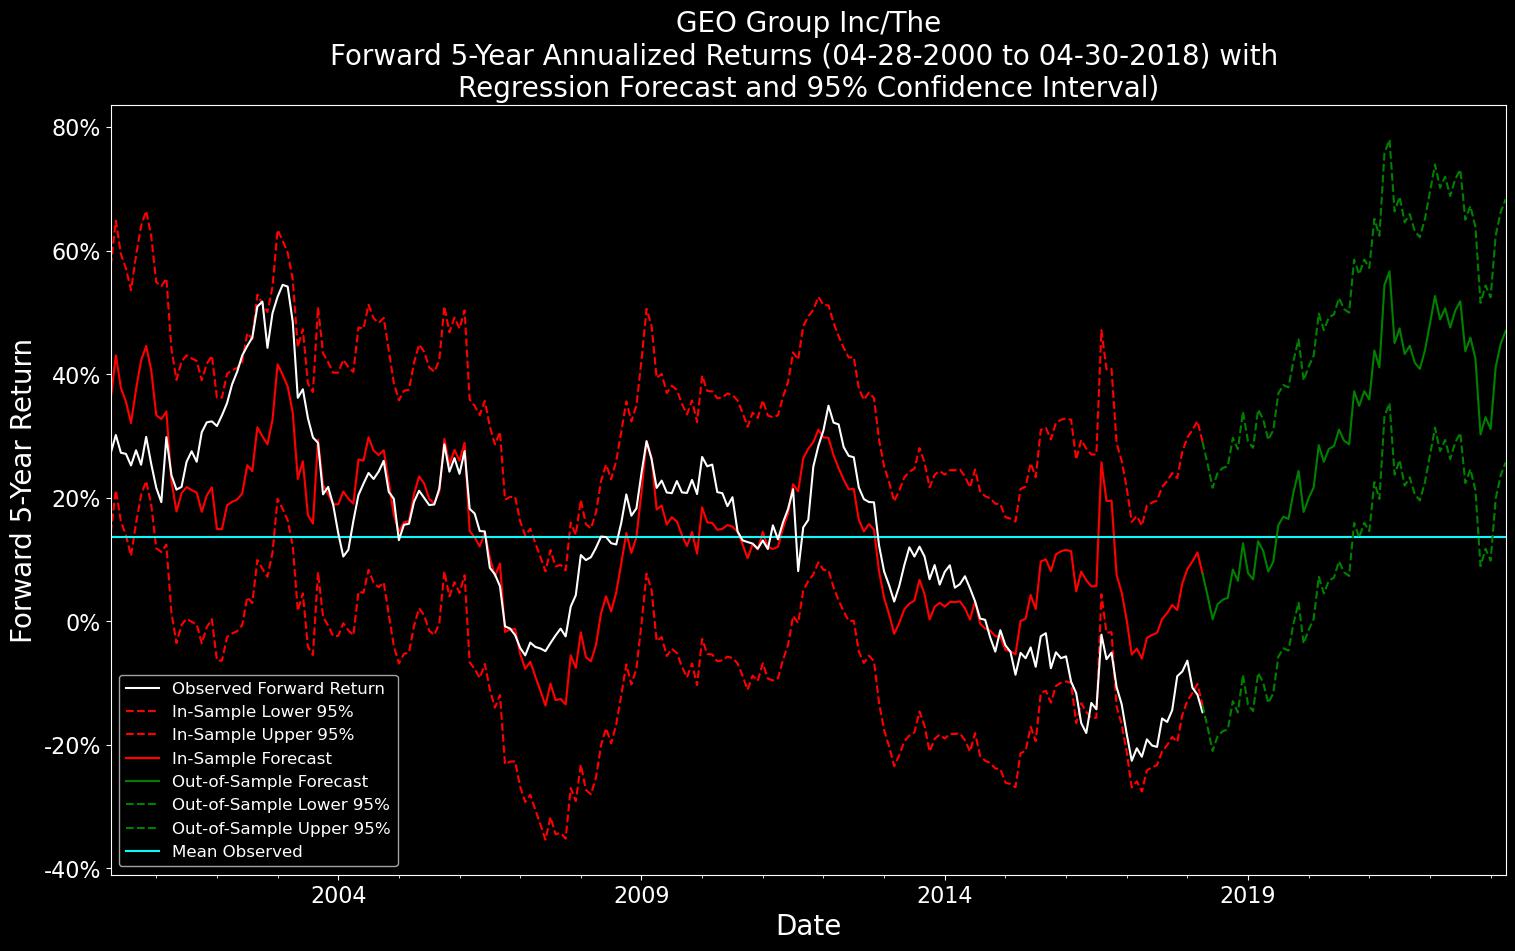 GEO Group Inc/The
Forward 5-Year Annualized Returns (04-28-2000 to 04-30-2018) with
Regression Forecast and 95% Confidence Interval)
Forward 5-Year Return
80%
60%
40%
20%
0%
-20%
-40%
Observed Forward Return
In-Sample Lower 95%
In-Sample Upper 95%
In-Sample Forecast
Out-of-Sample Forecast
Out-of-Sample Lower 95%
Out-of-Sample Upper 95%
Mean Observed
2004
2009
2014
2019
Date